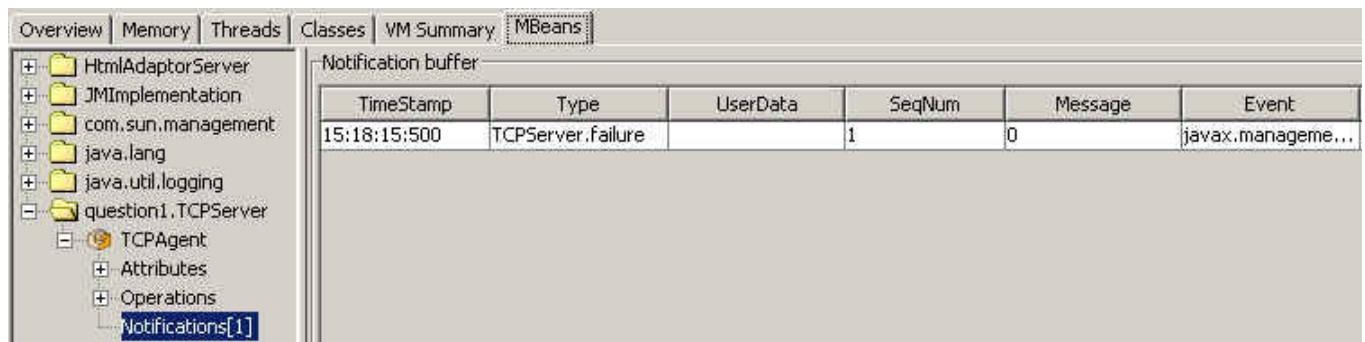 Overview Memory Threads Classes VM Summary MBeans
HtmlAdaptorServer
JMImplementation
com.sun.management
java.lang
java.util.logging
question1.TCPServer
TCPAgent
Attributes
Operations
Notifications[1]
Notification buffer
TimeStamp Type UserData SeqNum Message Event
15:18:15:500 TCPServer.failure 1 0 javax.manageme...